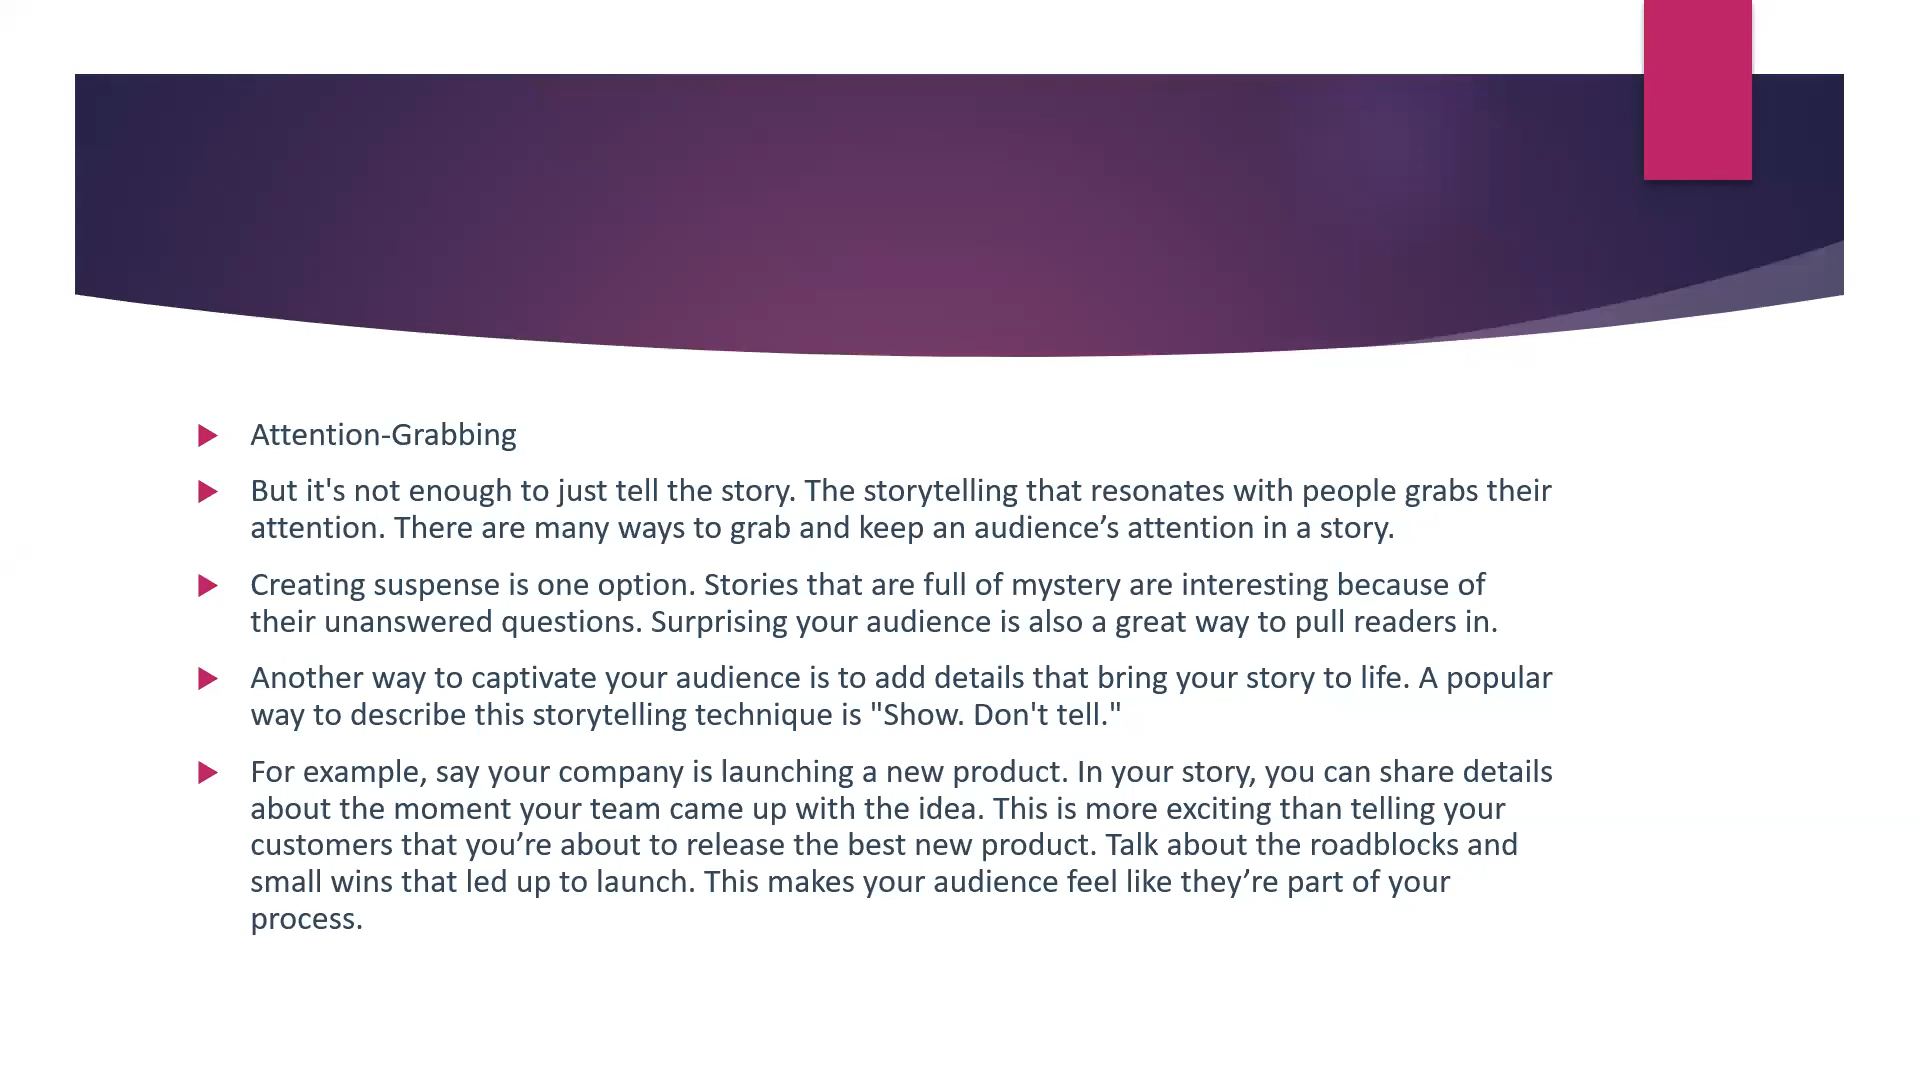 Attention-Grabbing
But it's not enough to just tell the story. The storytelling that resonates with people grabs their
attention. There are many ways to grab and keep an audience’s attention in a story.
Creating suspense is one option. Stories that are full of mystery are interesting because of
their unanswered questions. Surprising your audience is also a great way to pull readers in.
Another way to captivate your audience is to add details that bring your story to life. A popular
way to describe this storytelling technique is "Show. Don't tell."
For example, say your company is launching a new product. In your story, you can share details
about the moment your team came up with the idea. This is more exciting than telling your
customers that you’re about to release the best new product. Talk about the roadblocks and
small wins that led up to launch. This makes your audience feel like they’re part of your
process.